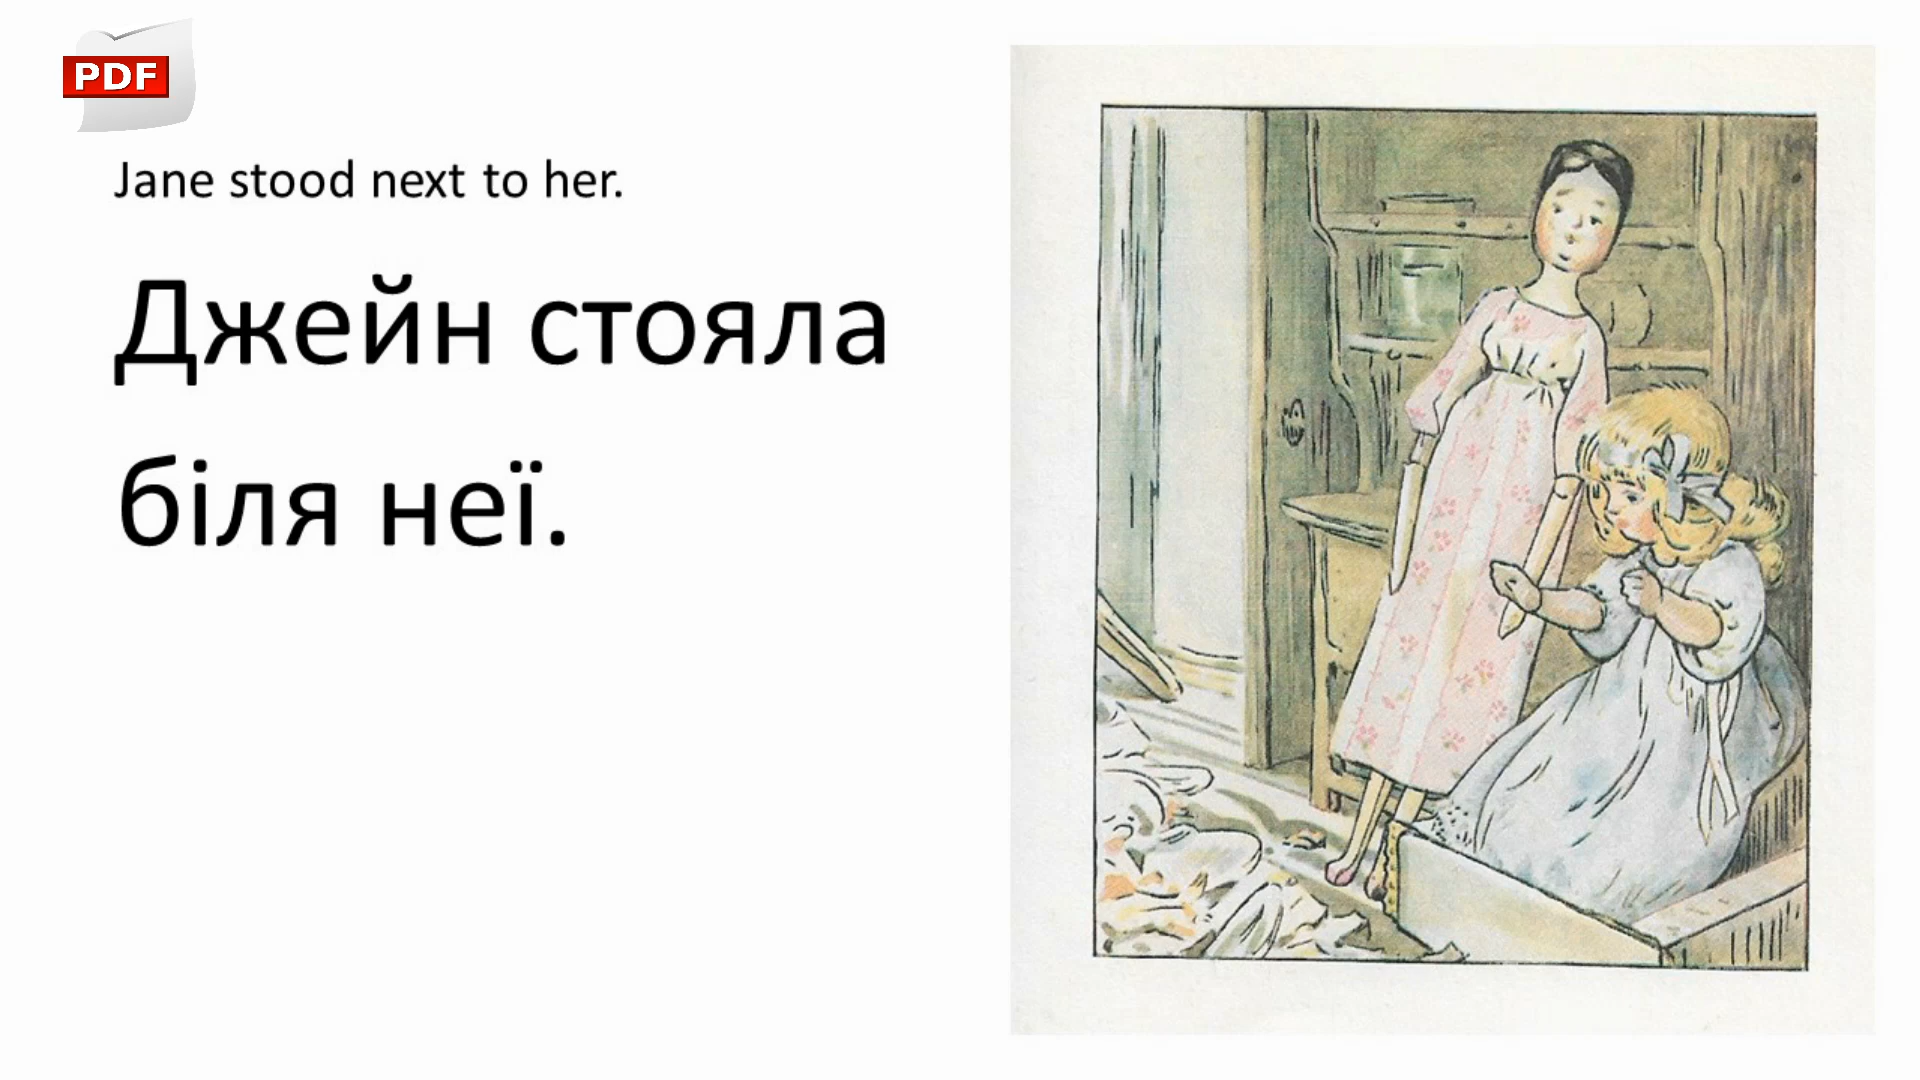 PDF
Jane stood next to her.
Джейн стояла
біля неї.